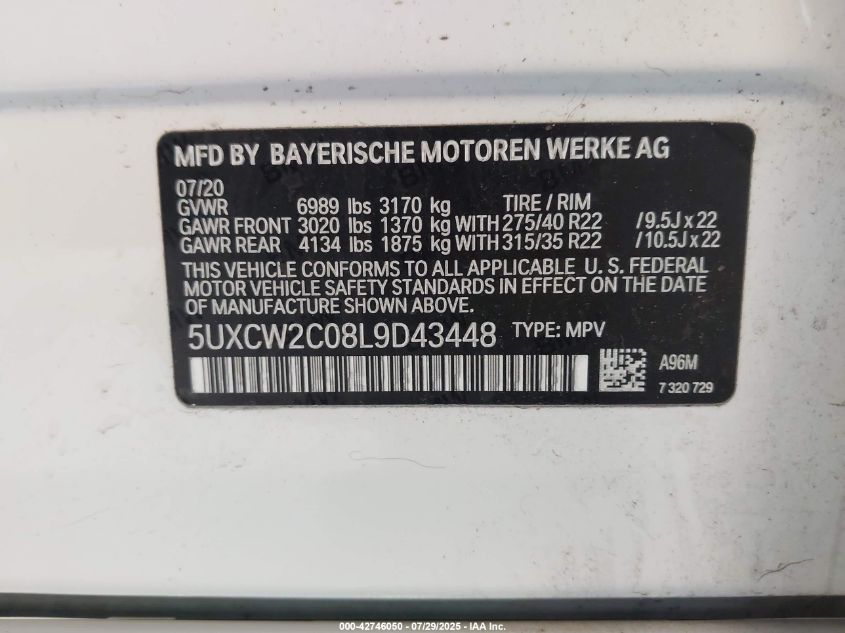 MFD BY BAYERISCHE MOTOREN WERKE AG
07/20
GVWR 6989 lbs 3170 kg TIRE / RIM
GAWR FRONT 3020 lbs 1370 kg WITH 275/40 R22 /9.5J x 22
GAWR REAR 4134 lbs 1875 kg WITH 315/35 R22 /10.5J x 22
THIS VEHICLE CONFORMS TO ALL APPLICABLE U. S. FEDERAL
MOTOR VEHICLE SAFETY STANDARDS IN EFFECT ON THE DATE
OF MANUFACTURE SHOWN ABOVE.
5UXCW2C08L9D43448 TYPE: MPV
A96M
7 320 729
000-42746050 - 07/29/2025 - IAA Inc.